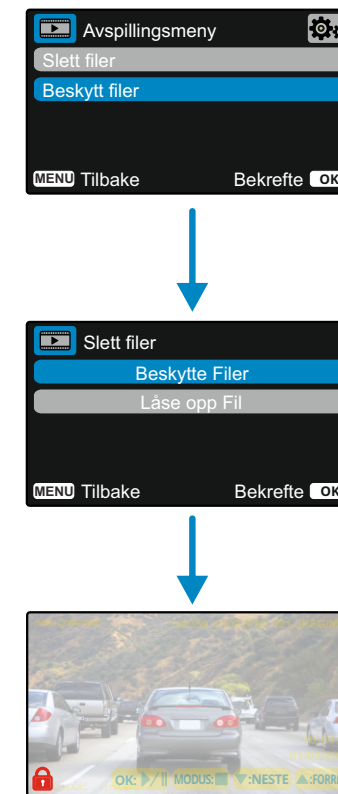 Avspillingsmeny
Slett filer
Beskytt filer
MENU Tilbake Bekrefte OK
Slett filer
Beskytte Filer
Låse opp Fil
MENU Tilbake Bekrefte OK
OK: MODUS: :NESTE